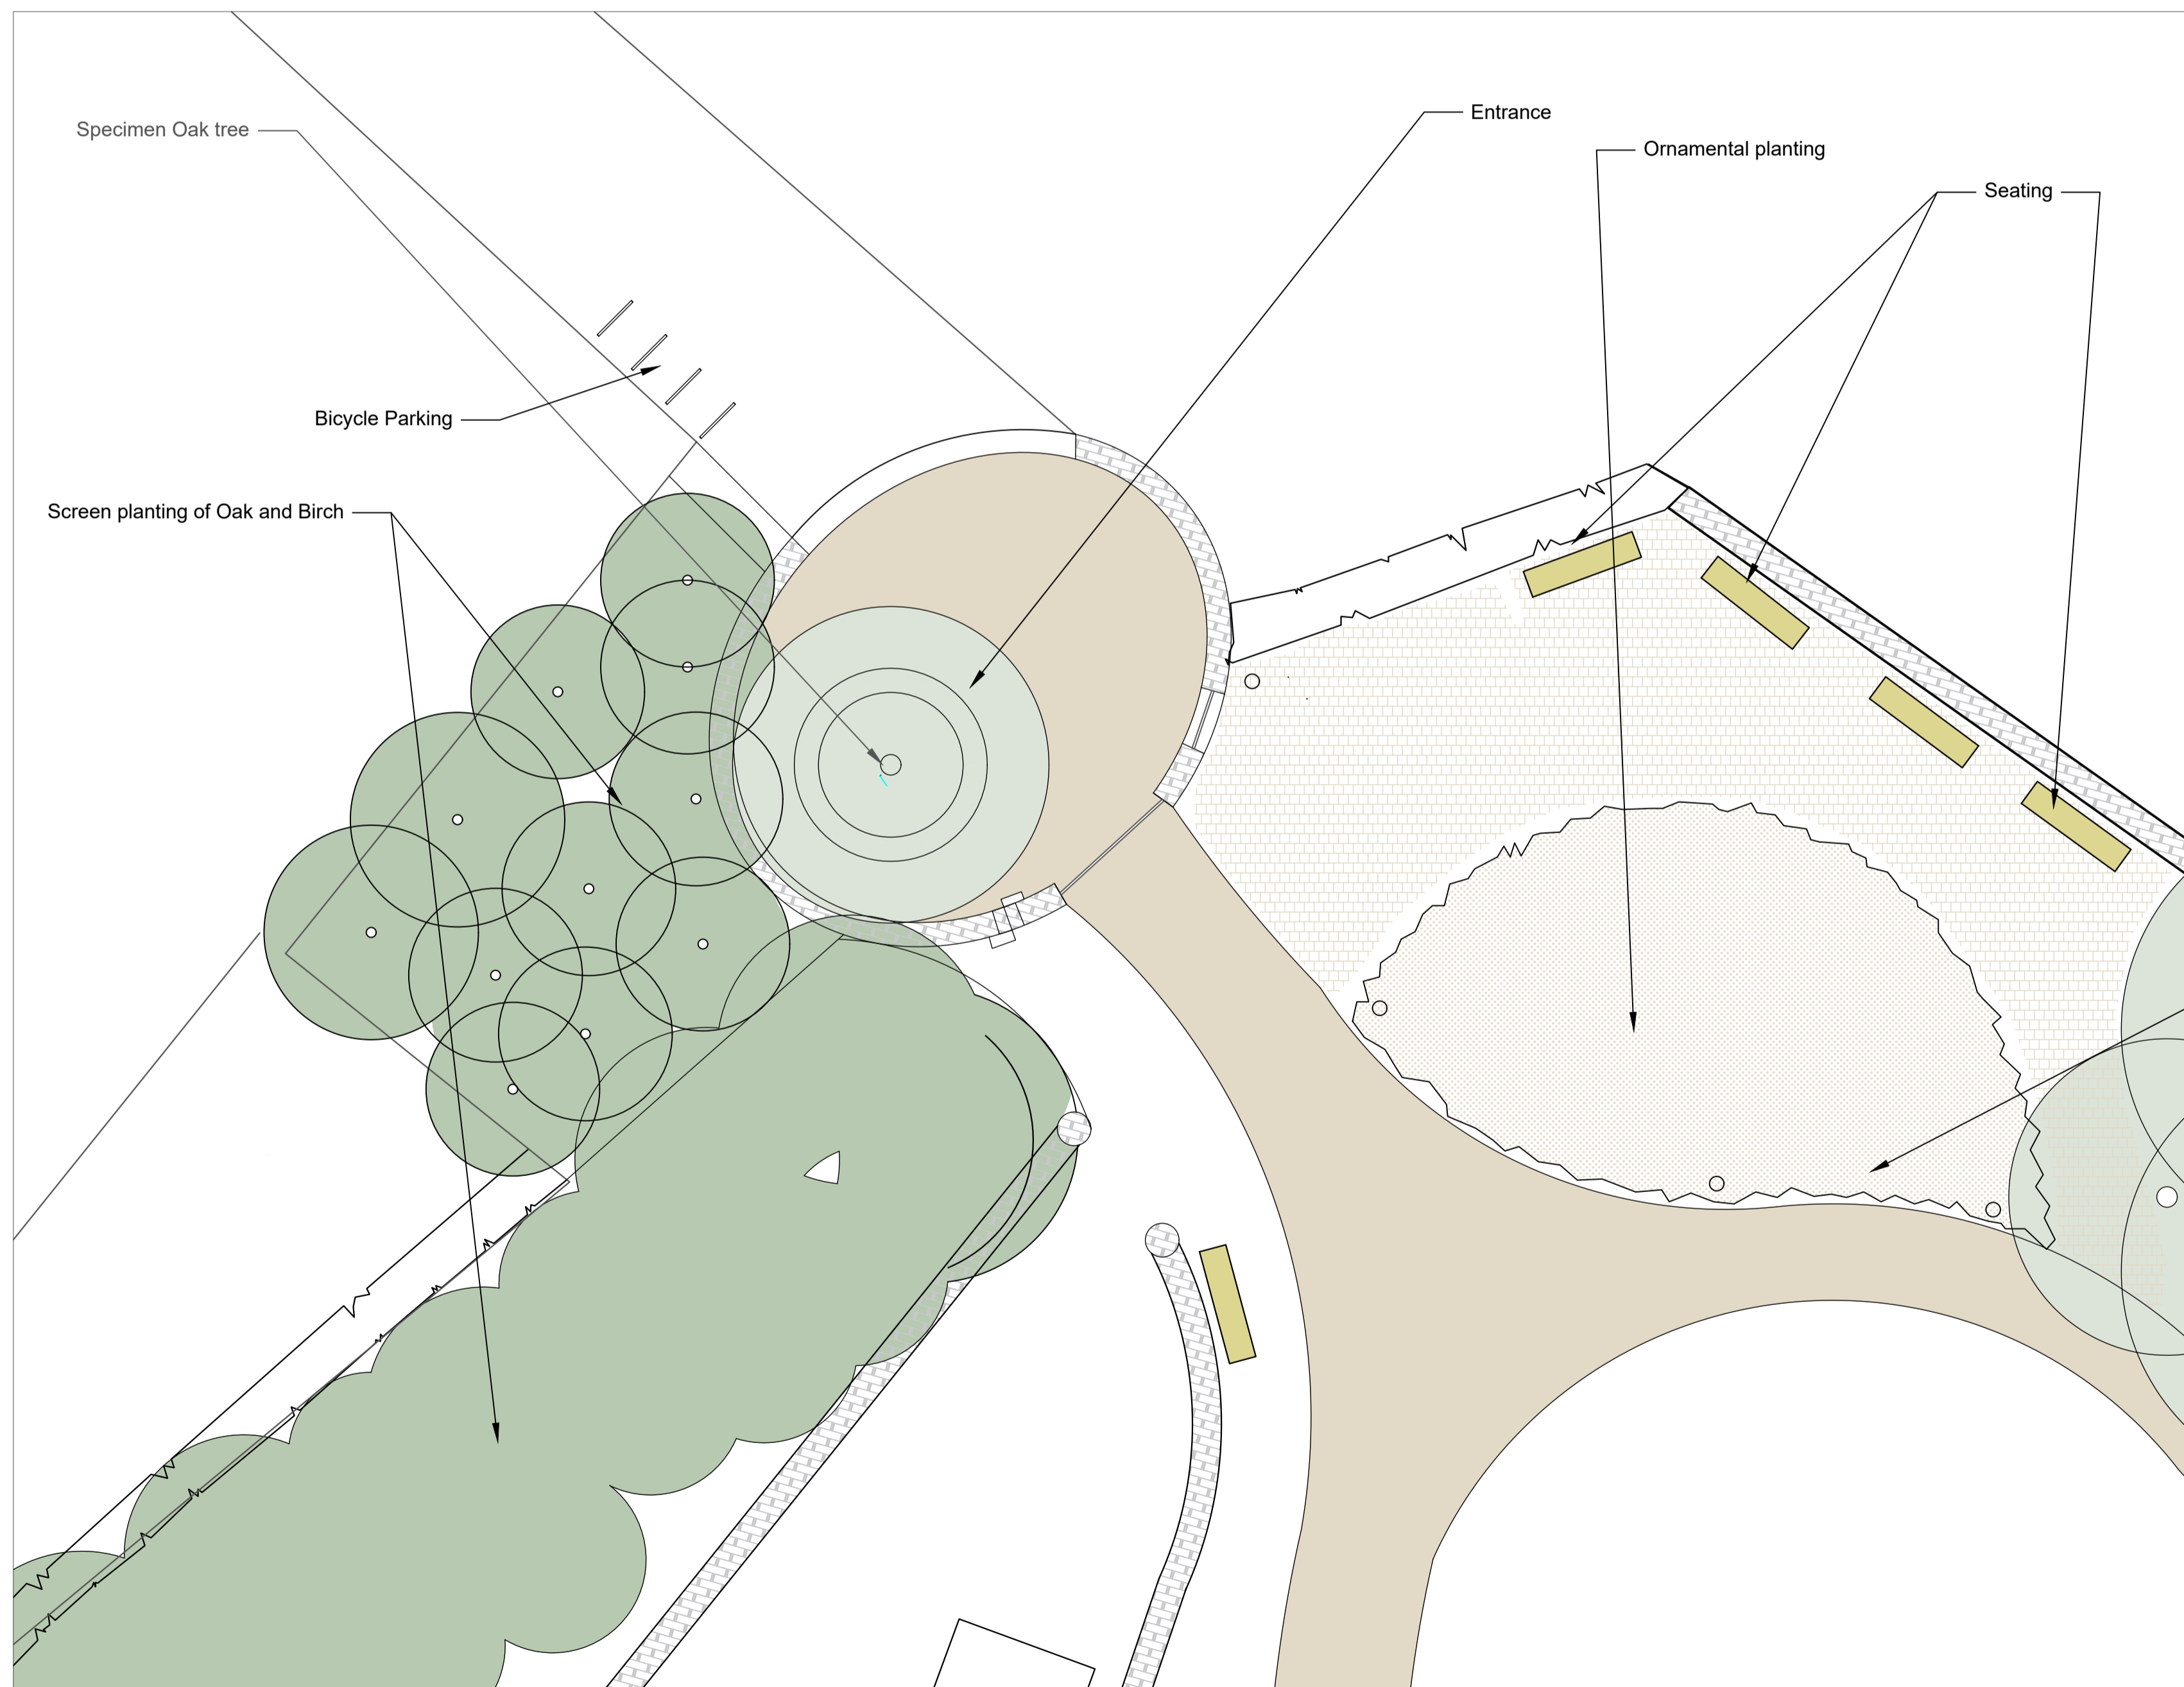 Entrance
Specimen Oak tree
Ornamental planting
Seating
Bicycle Parking
Screen planting of Oak and Birch